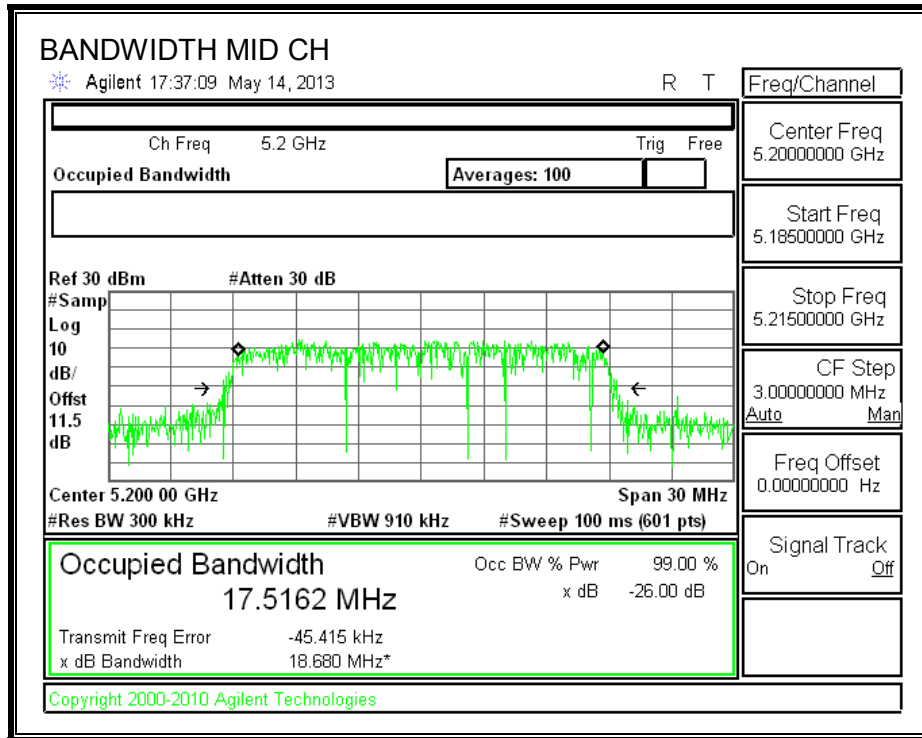 BANDWIDTH MID CH
Agilent 17:37:09 May 14, 2013 R T
Ch Freq 5.2 GHz Trig Free
Occupied Bandwidth Averages: 100
Ref 30 dBm #Atten 30 dB
#Samp
Log
10
dB/
Offst
11.5
dB
Center 5.200 00 GHz Span 30 MHz
#Res BW 300 kHz #VBW 910 kHz #Sweep 100 ms (601 pts)
Occupied Bandwidth Occ BW % Pwr 99.00 %
17.5162 MHz x dB -26.00 dB
Transmit Freq Error -45.415 kHz
x dB Bandwidth 18.680 MHz*
Copyright 2000-2010 Agilent Technologies
Freq/Channel
Center Freq
5.20000000 GHz
Start Freq
5.18500000 GHz
Stop Freq
5.21500000 GHz
CF Step
3.00000000 MHz
Auto Man
Freq Offset
0.00000000 Hz
Signal Track
On Off